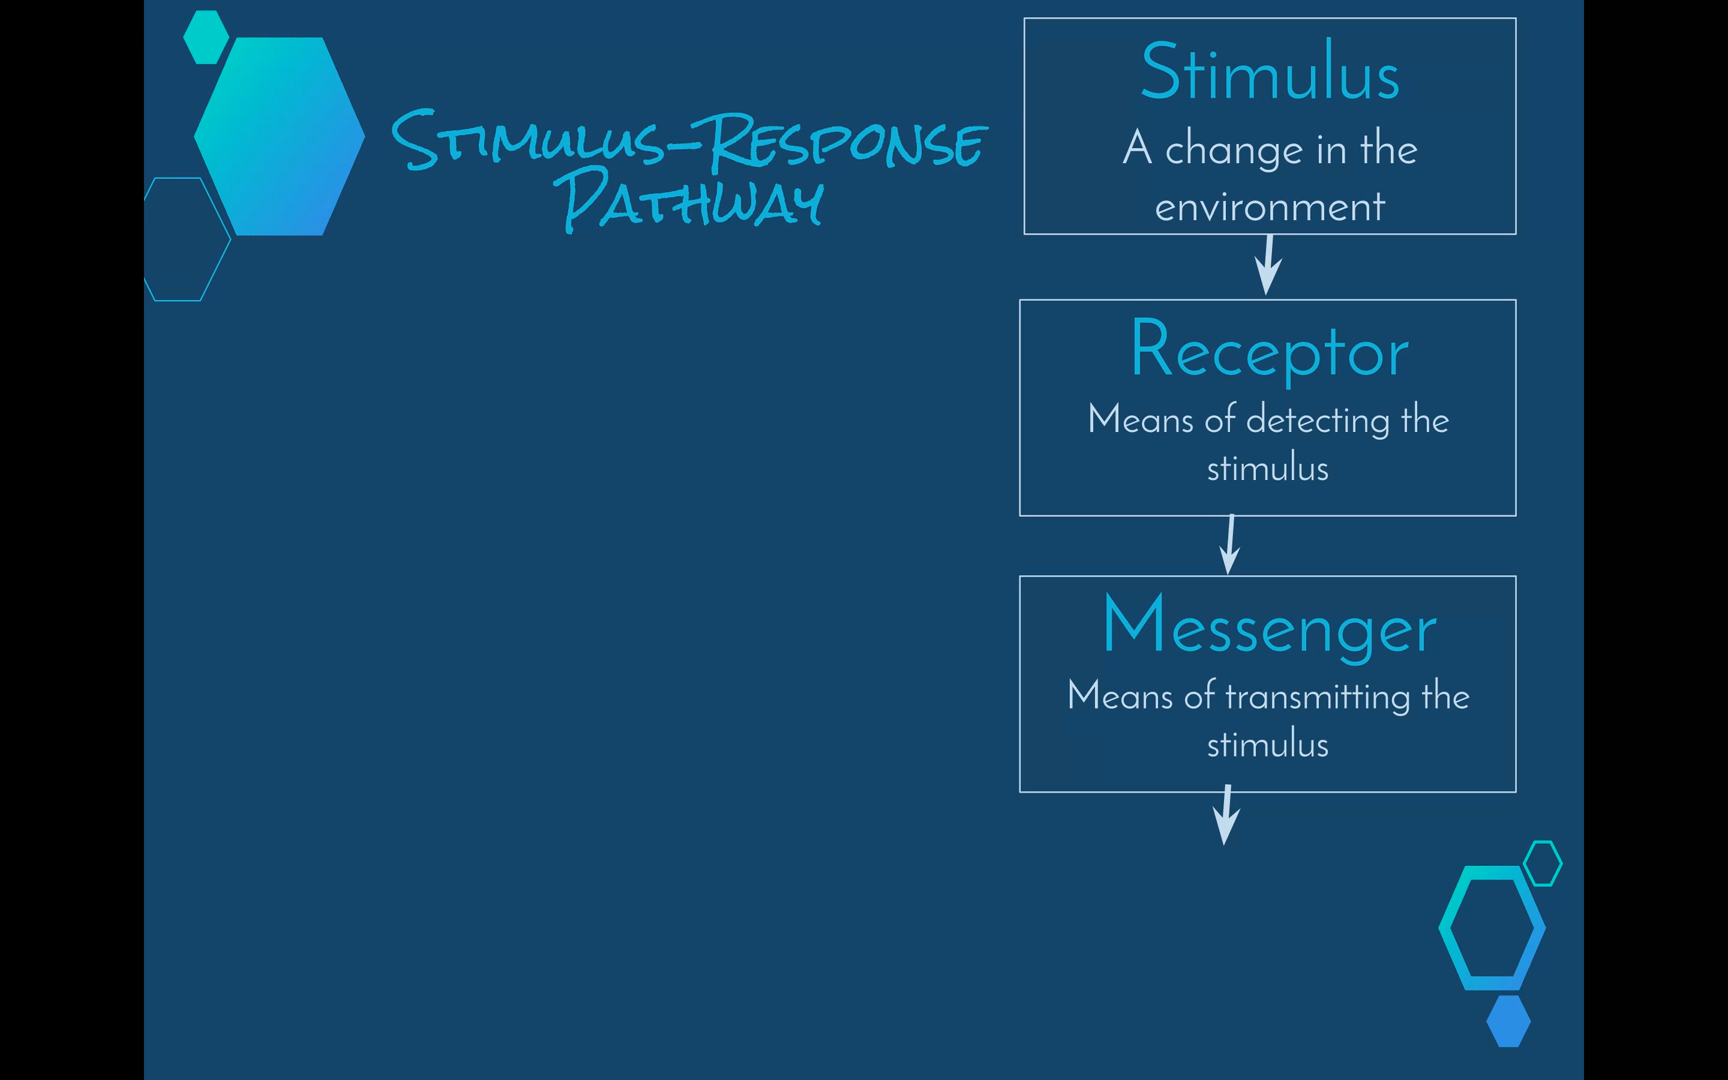 Stimulus-Response
Pathway
Stimulus
A change in the
environment
Receptor
Means of detecting the
stimulus
Messenger
Means of transmitting the
stimulus